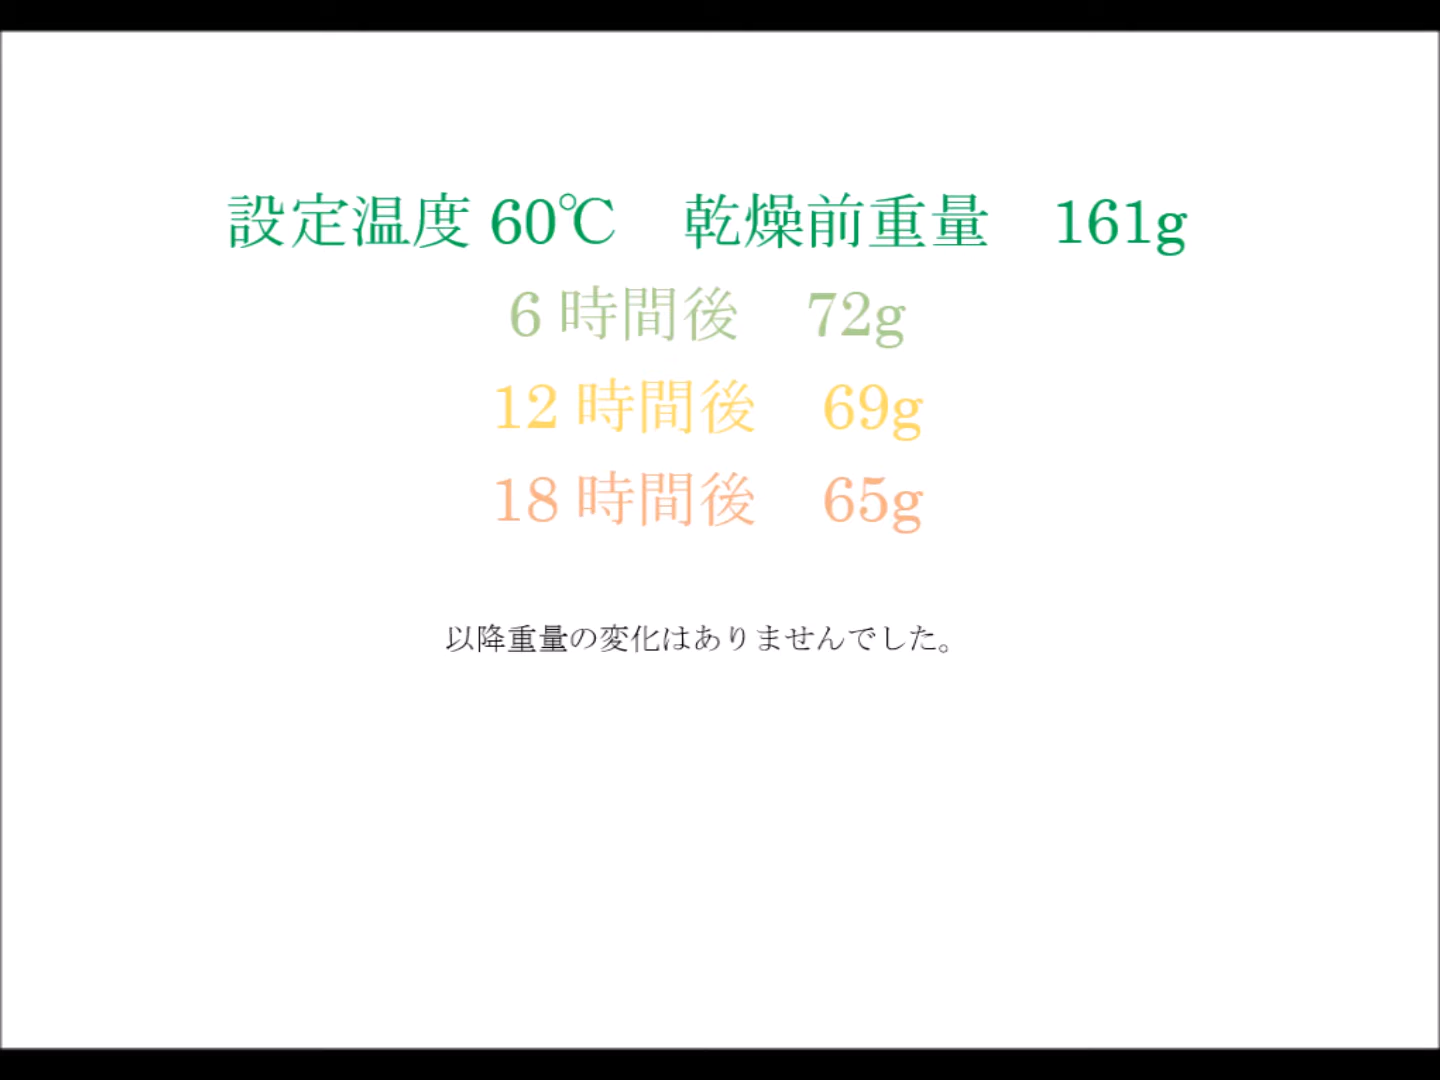 設定温度 60℃　乾燥前重量　161g
6 時間後　72g
12 時間後　69g
18 時間後　65g
以降重量の変化はありませんでした。